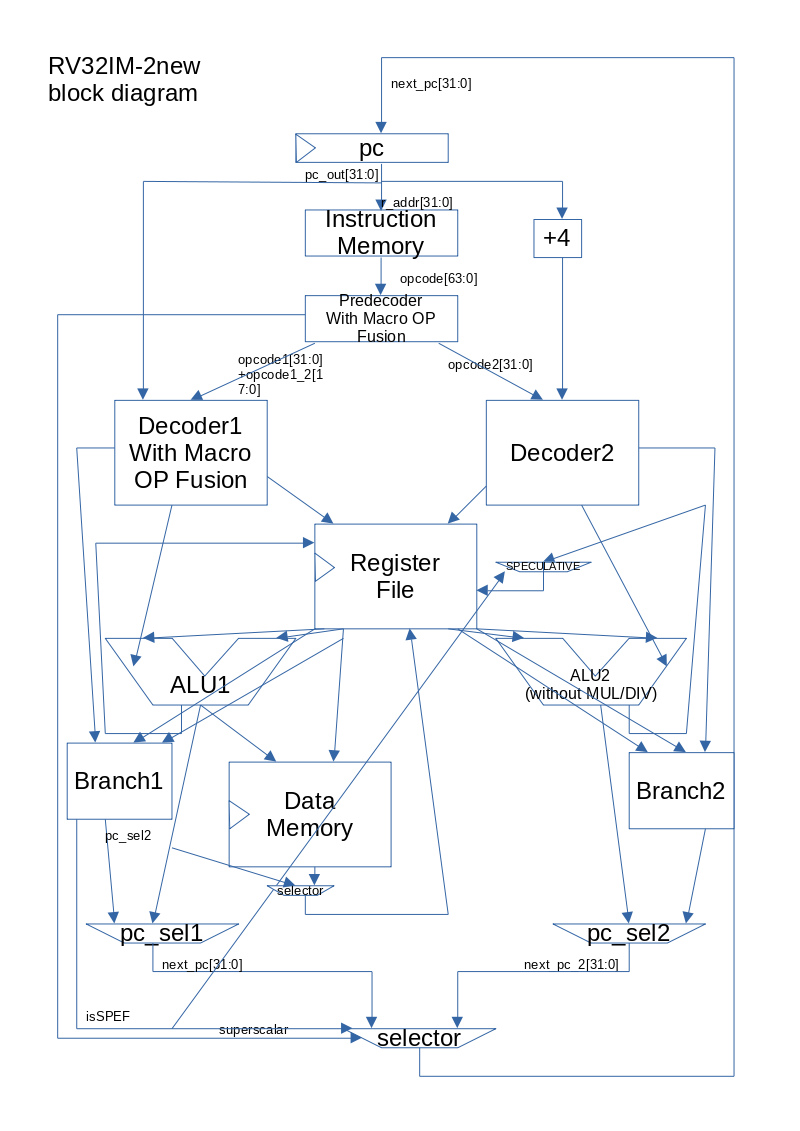 RV32IM-2new
block diagram
next_pc[31:0]
pc
pc_out[31:0]
r_addr[31:0]
Instruction
Memory
+4
opcode[63:0]
Predecoder
With Macro OP
Fusion
opcode1[31:0]
+opcode1_2[1
7:0]
opcode2[31:0]
Decoder1
With Macro
OP Fusion
Decoder2
Register
File
SPECULATIVE
ALU1
ALU2
(without MUL/DIV)
Branch1
Data
Memory
Branch2
pc_sel2
selector
pc_sel1
pc_sel2
next_pc[31:0]
next_pc_2[31:0]
isSPEF
superscalar
selector